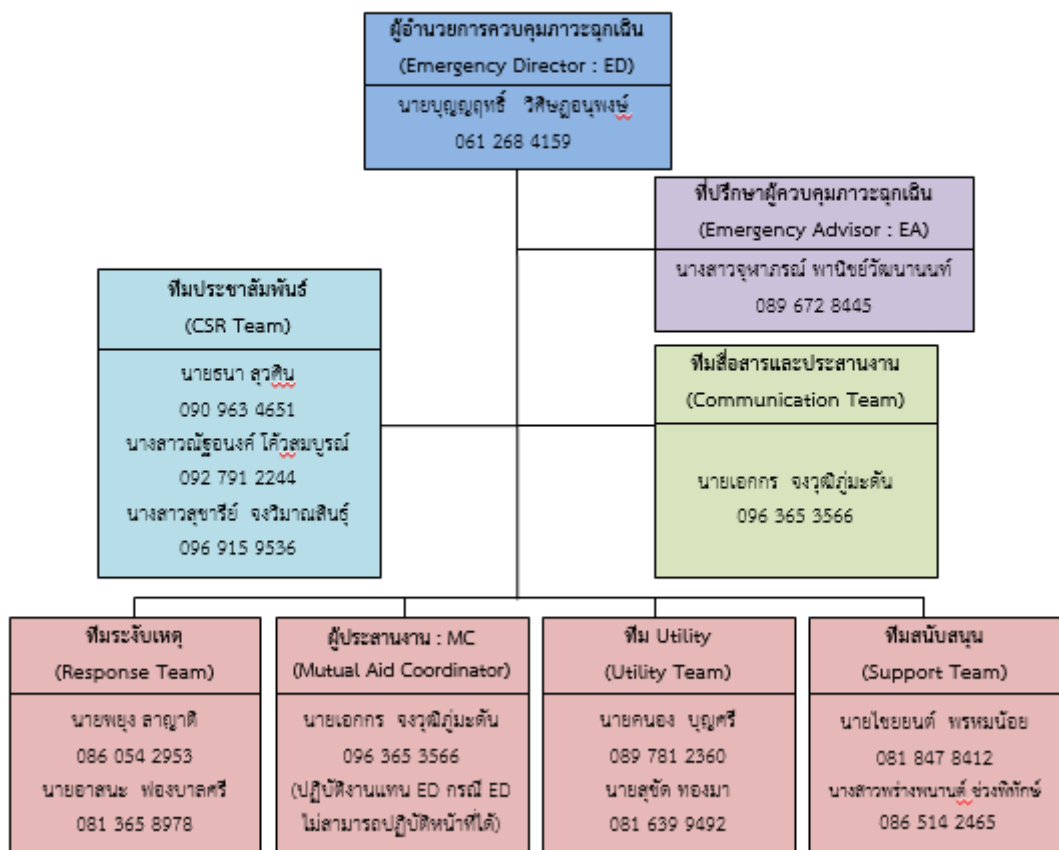 ผู้อำนวยการควบคุมภาวะฉุกเฉิน
(Emergency Director : ED)
นายบุญญฤทธิ์ วิศิษฏอนุพงษ์
061 268 4159
ที่ปรึกษาผู้ควบคุมภาวะฉุกเฉิน
(Emergency Advisor : EA)
นางสาวจุฬาภรณ์ พานิชย์วัฒนานนท์
089 672 8445
ทีมประชาสัมพันธ์
(CSR Team)
นายธนา สุวศิน
090 963 4651
นางสาวณัฐอนงค์ โค้วสมบูรณ์
092 791 2244
นางสาวสุขารีย์ จงวิมาณสินธุ์
096 915 9536
ทีมสื่อสารและประสานงาน
(Communication Team)
นายเอกกร จงวุฒิภู่มะดัน
096 365 3566
ทีมระงับเหตุ
(Response Team)
นายพยุง ลาญาติ
086 054 2953
นายอาสนะ ฟองบาลศรี
081 365 8978
ผู้ประสานงาน : MC
(Mutual Aid Coordinator)
นายเอกกร จงวุฒิภู่มะดัน
096 365 3566
(ปฏิบัติงานแทน ED กรณี ED
ไม่สามารถปฏิบัติหน้าที่ได้)
ทีม Utility
(Utility Team)
นายคนอง บุญศรี
089 781 2360
นายสุขัด ทองมา
081 639 9492
ทีมสนับสนุน
(Support Team)
นายไชยยนต์ พรหมน้อย
081 847 8412
นางสาวพร่างพนานต์ ช่วงพิทักษ์
086 514 2465